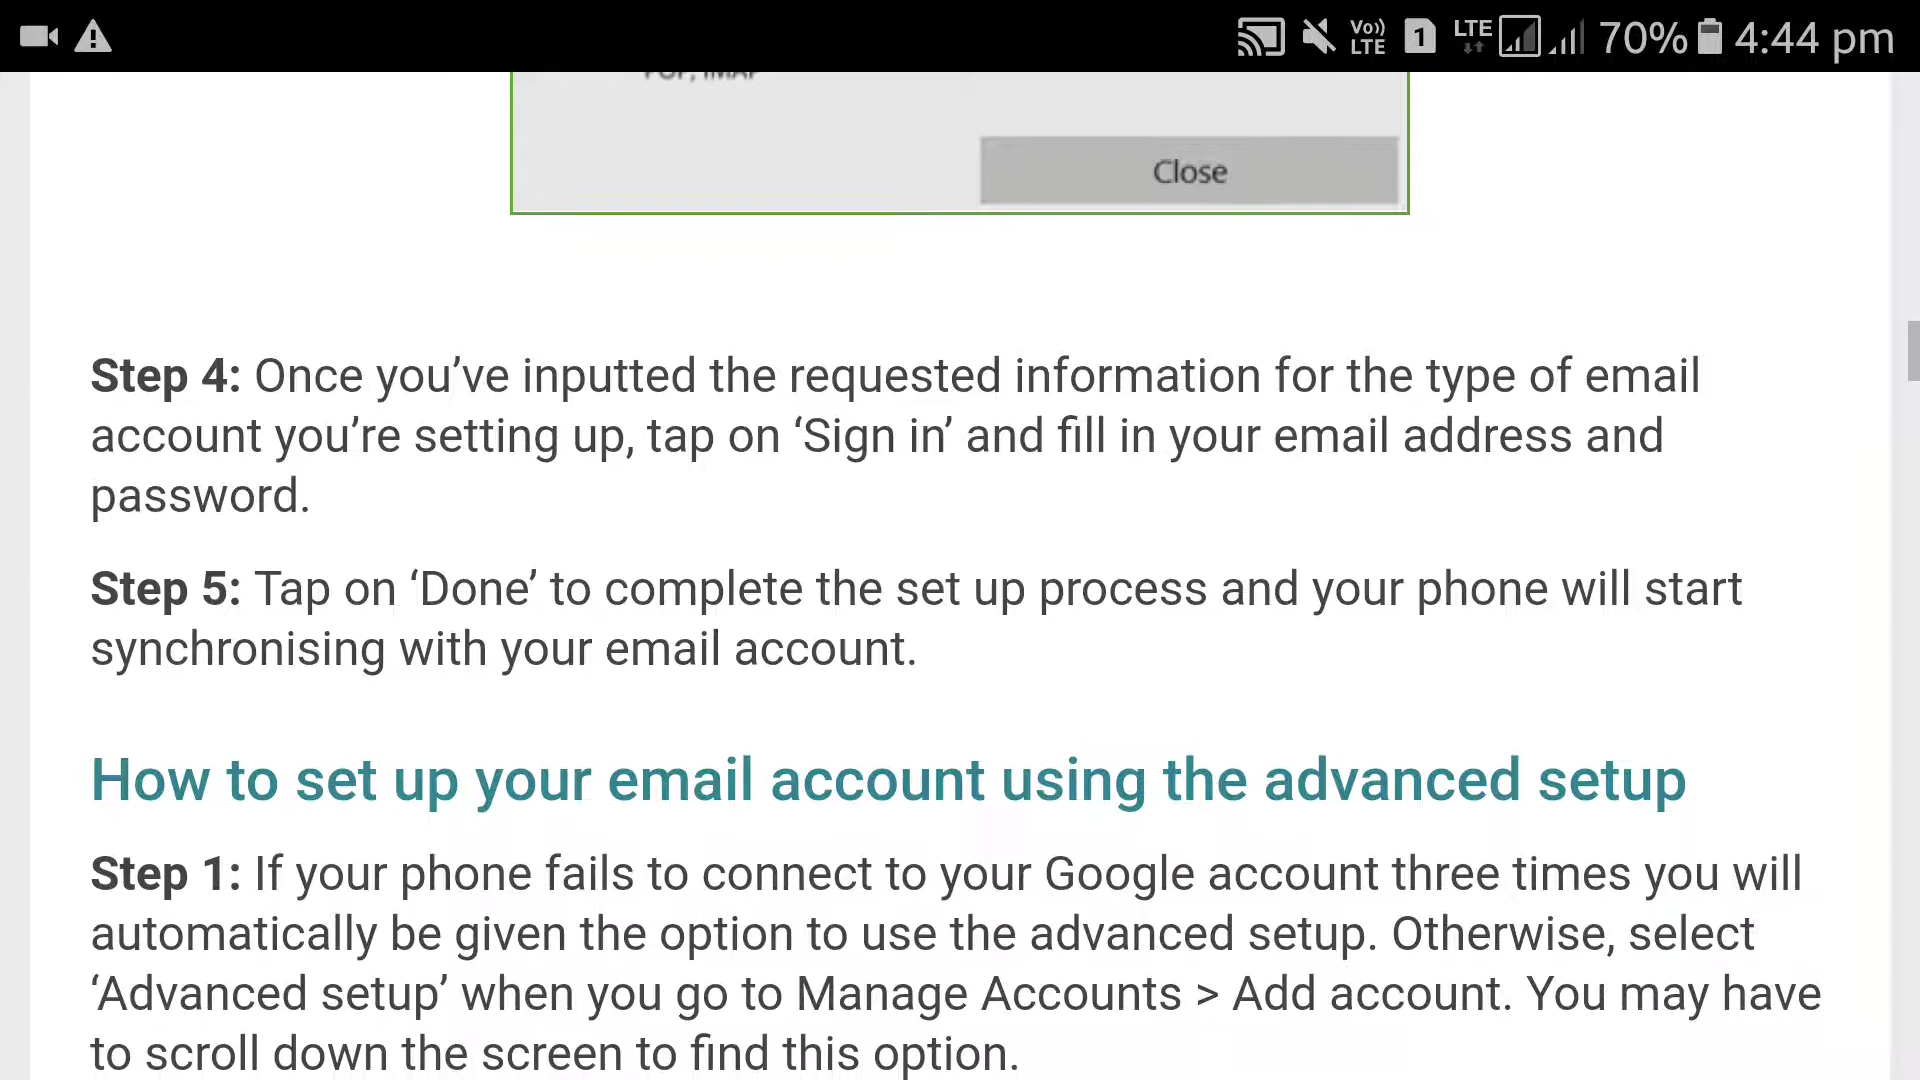 Vo)) LTE 1 LTE 70% 4:44 pm
POP, IMAP
Close
Step 4: Once you’ve inputted the requested information for the type of email
account you’re setting up, tap on ‘Sign in’ and fill in your email address and
password.
Step 5: Tap on ‘Done’ to complete the set up process and your phone will start
synchronising with your email account.
How to set up your email account using the advanced setup
Step 1: If your phone fails to connect to your Google account three times you will
automatically be given the option to use the advanced setup. Otherwise, select
‘Advanced setup’ when you go to Manage Accounts > Add account. You may have
to scroll down the screen to find this option.